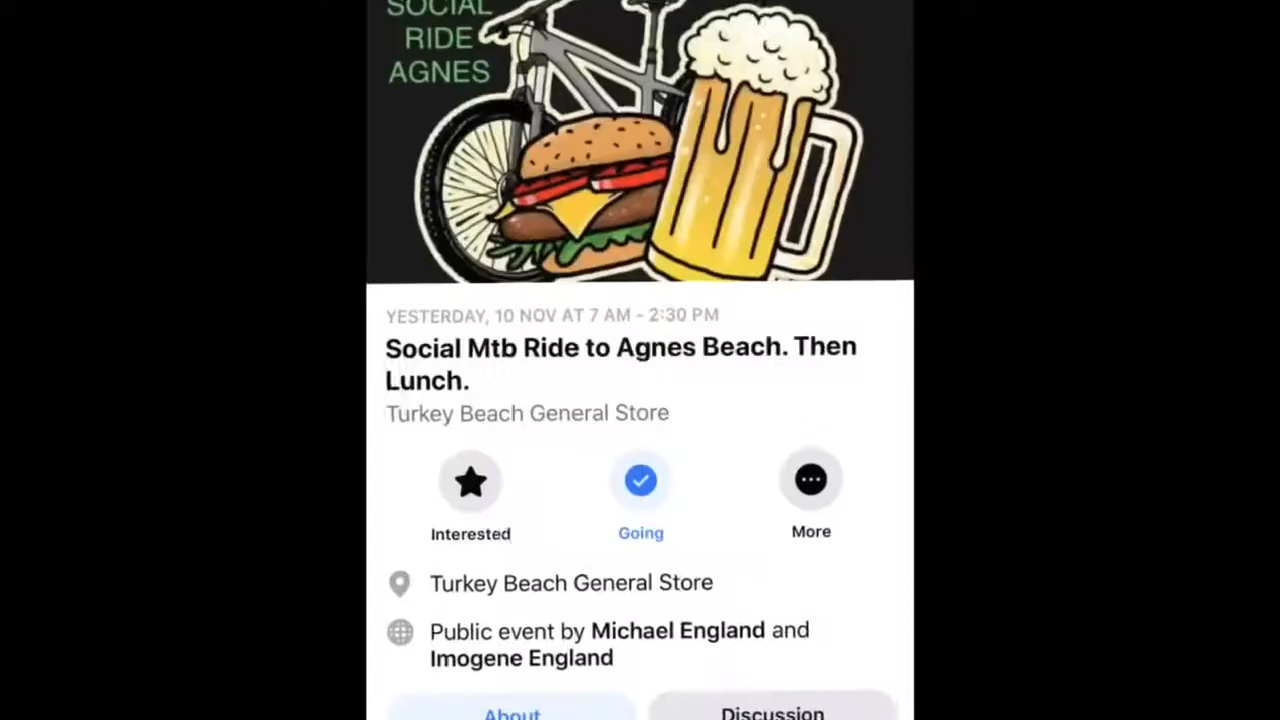 SOCIAL
RIDE
AGNES
YESTERDAY, 10 NOV AT 7 AM - 2:30 PM
Social Mtb Ride to Agnes Beach. Then
Lunch.
Turkey Beach General Store
Interested
Going
More
Turkey Beach General Store
Public event by Michael England and
Imogene England
About
Discussion